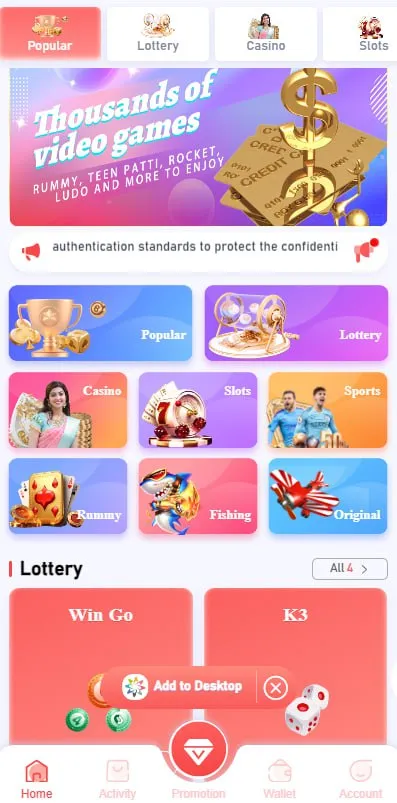 Popular
Lottery
Casino
Slots
Thousands of
video games
RUMMY, TEEN PATTI, ROCKET,
LUDO AND MORE TO ENJOY
CREDIT
authentication standards to protect the confidenti
Popular
Lottery
Casino
Slots
Sports
Rummy
Fishing
Original
Lottery
All 4
Win Go
K3
Add to Desktop
Home
Activity
Promotion
Wallet
Account